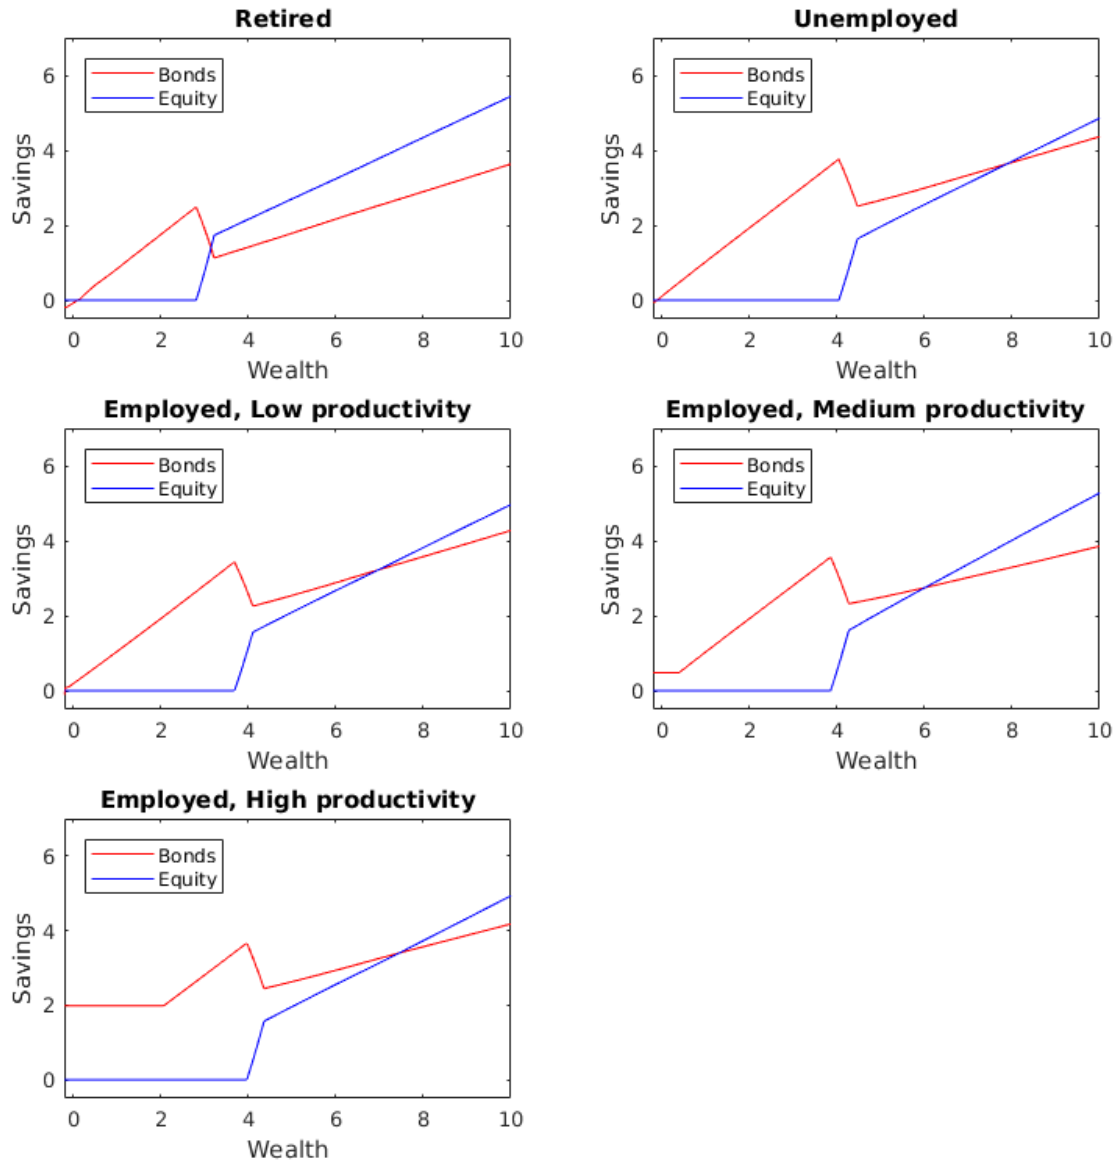 Retired
Bonds
Equity
Savings
6
4
2
0
0 2 4 6 8 10
Wealth
Unemployed
Bonds
Equity
Savings
6
4
2
0
0 2 4 6 8 10
Wealth
Employed, Low productivity
Bonds
Equity
Savings
6
4
2
0
0 2 4 6 8 10
Wealth
Employed, Medium productivity
Bonds
Equity
Savings
6
4
2
0
0 2 4 6 8 10
Wealth
Employed, High productivity
Bonds
Equity
Savings
6
4
2
0
0 2 4 6 8 10
Wealth